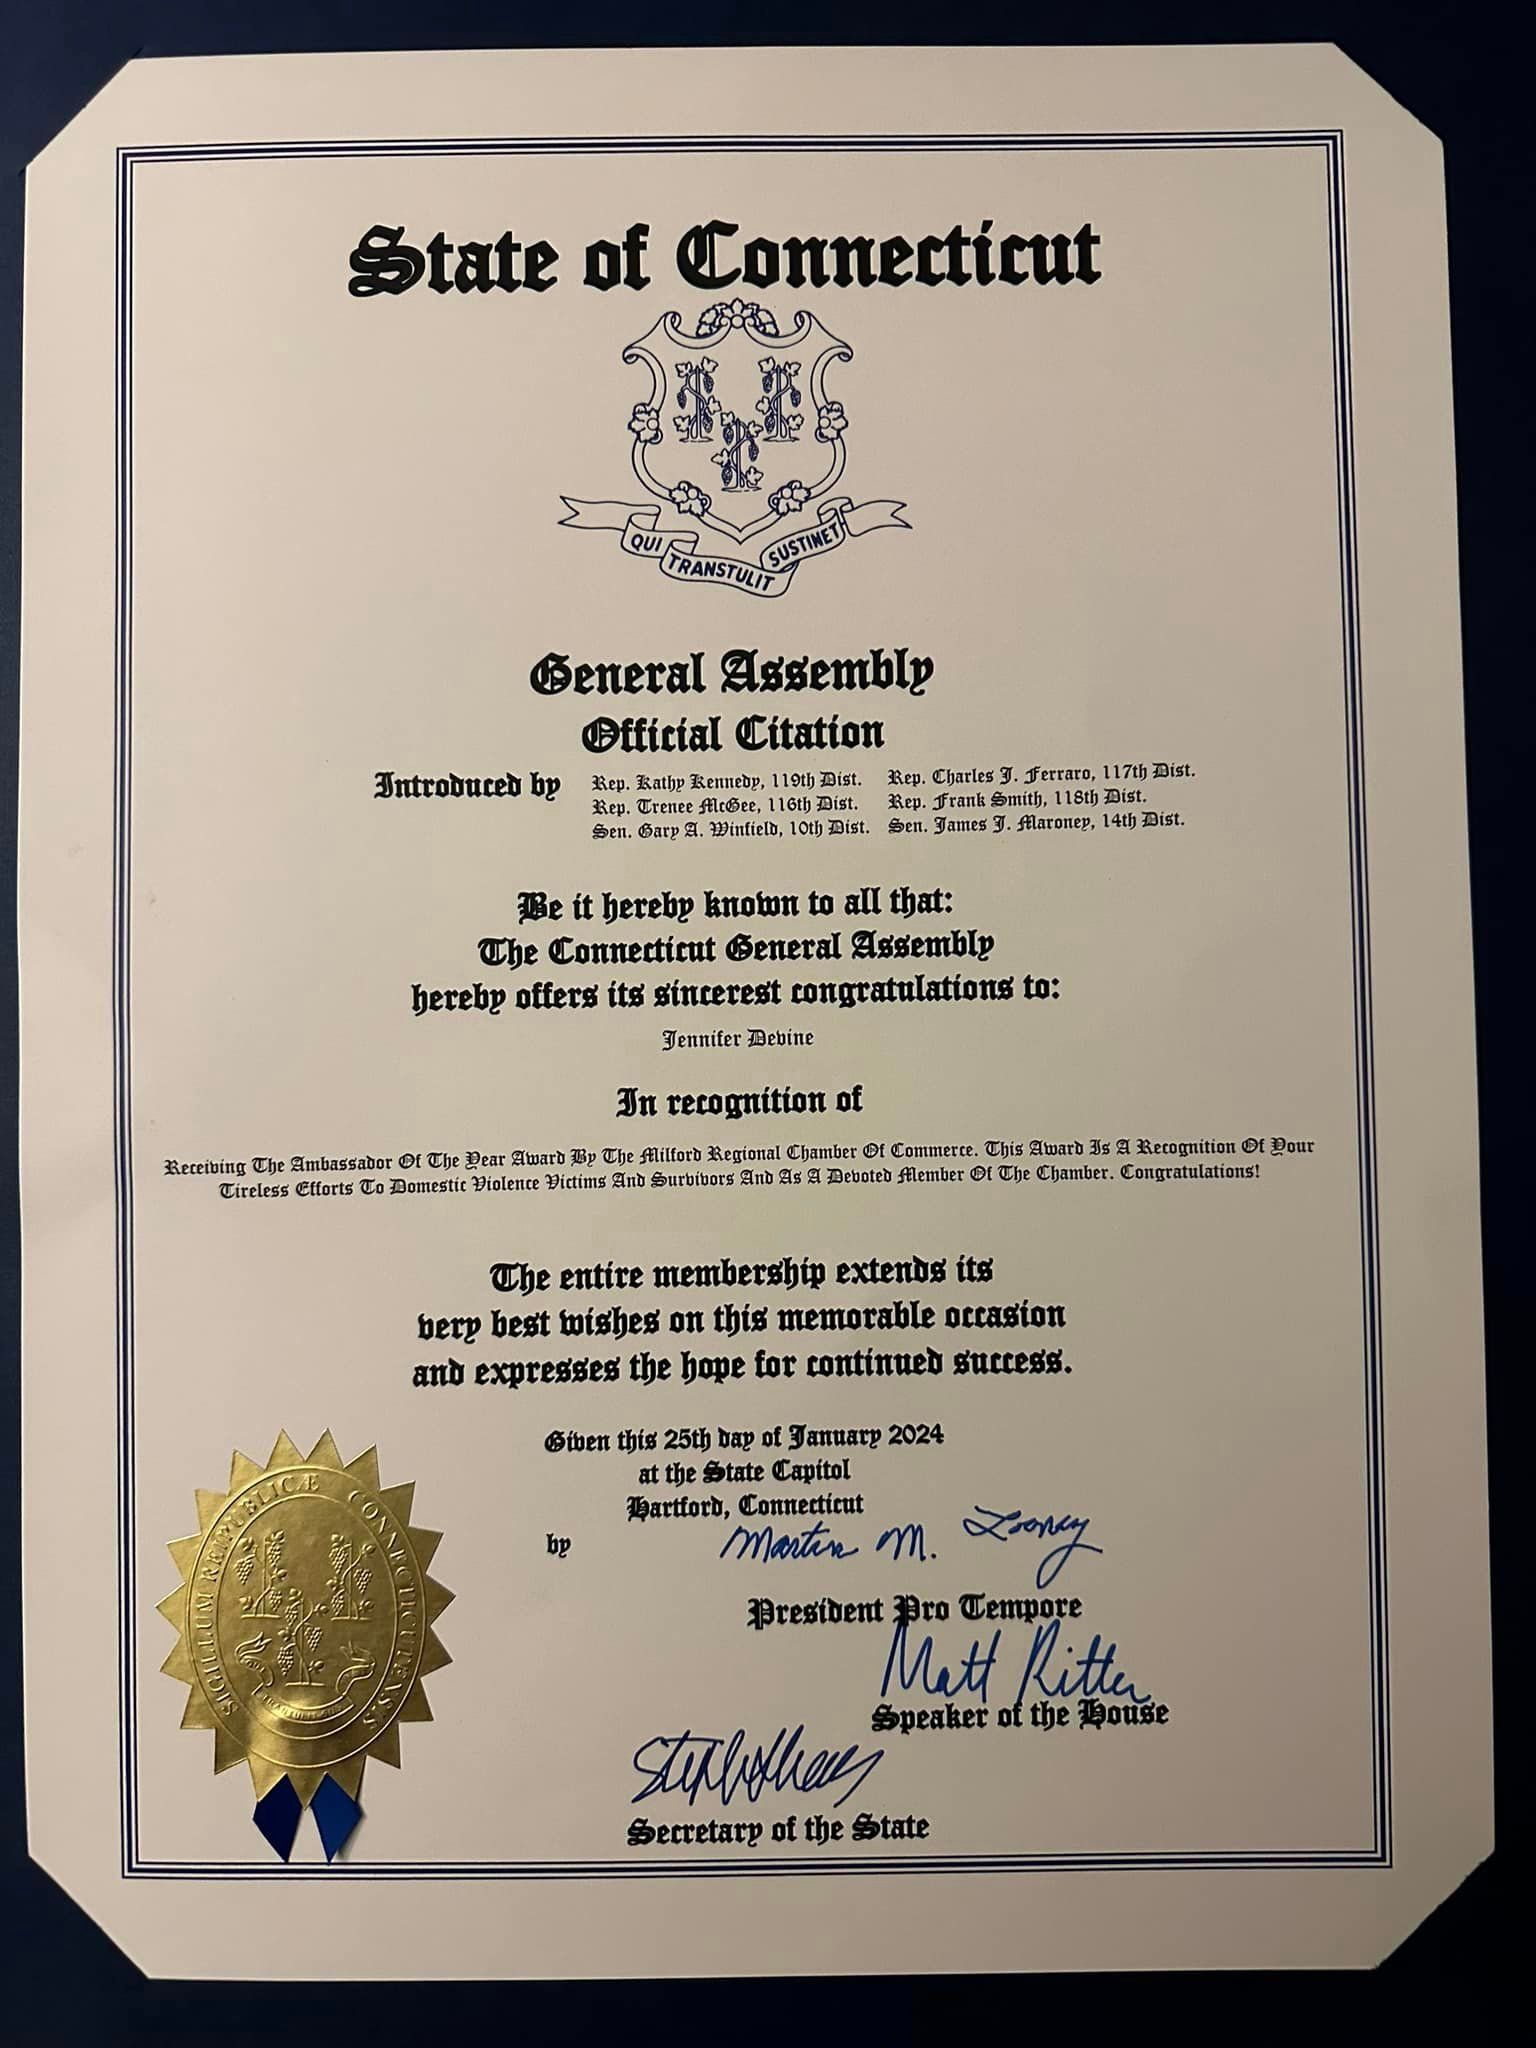 State of Connecticut
QUI TRANSTULIT SUSTINET
General Assembly
Official Citation
Introduced by
Rep. Kathy Kennedy, 119th Dist. Rep. Charles J. Ferraro, 117th Dist.
Rep. Trenee McGee, 116th Dist. Rep. Frank Smith, 118th Dist.
Sen. Gary A. Winfield, 10th Dist. Sen. James J. Maroney, 14th Dist.
Be it hereby known to all that:
The Connecticut General Assembly
hereby offers its sincerest congratulations to:
Jennifer Devine
In recognition of
Receiving The Ambassador Of The Year Award By The Milford Regional Chamber Of Commerce. This Award Is A Recognition Of Your
Tireless Efforts To Domestic Violence Victims And Survivors And As A Devoted Member Of The Chamber. Congratulations!
The entire membership extends its
very best wishes on this memorable occasion
and expresses the hope for continued success.
Given this 25th day of January 2024
at the State Capitol
Hartford, Connecticut
by Martin M. Looney
President Pro Tempore
Matt Ritter
Speaker of the House
Secretary of the State
SIGILLUM REIPUBLICÆ CONNECTICUTENSIS